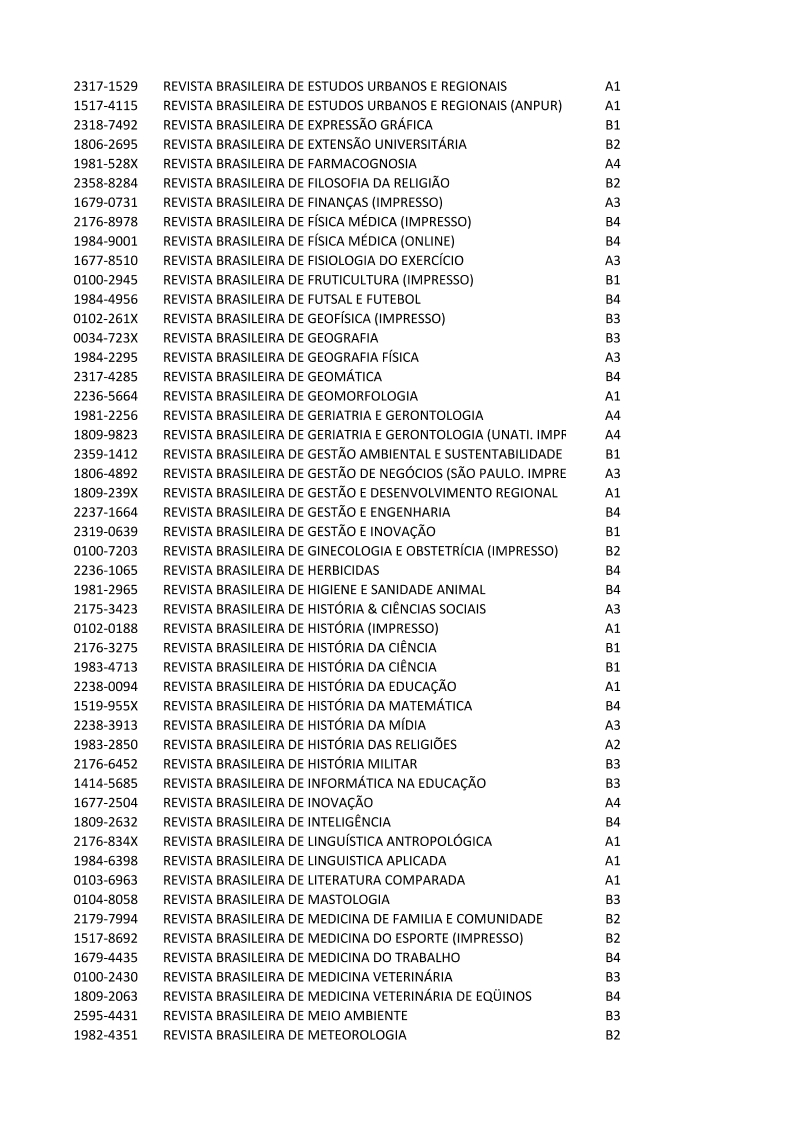 2317-1529 REVISTA BRASILEIRA DE ESTUDOS URBANOS E REGIONAIS A1
1517-4115 REVISTA BRASILEIRA DE ESTUDOS URBANOS E REGIONAIS (ANPUR) A1
2318-7492 REVISTA BRASILEIRA DE EXPRESSÃO GRÁFICA B1
1806-2695 REVISTA BRASILEIRA DE EXTENSÃO UNIVERSITÁRIA B2
1981-528X REVISTA BRASILEIRA DE FARMACOGNOSIA A4
2358-8284 REVISTA BRASILEIRA DE FILOSOFIA DA RELIGIÃO B2
1679-0731 REVISTA BRASILEIRA DE FINANÇAS (IMPRESSO) A3
2176-8978 REVISTA BRASILEIRA DE FÍSICA MÉDICA (IMPRESSO) B4
1984-9001 REVISTA BRASILEIRA DE FÍSICA MÉDICA (ONLINE) B4
1677-8510 REVISTA BRASILEIRA DE FISIOLOGIA DO EXERCÍCIO A3
0100-2945 REVISTA BRASILEIRA DE FRUTICULTURA (IMPRESSO) B1
1984-4956 REVISTA BRASILEIRA DE FUTSAL E FUTEBOL B4
0102-261X REVISTA BRASILEIRA DE GEOFÍSICA (IMPRESSO) B3
0034-723X REVISTA BRASILEIRA DE GEOGRAFIA B3
1984-2295 REVISTA BRASILEIRA DE GEOGRAFIA FÍSICA A3
2317-4285 REVISTA BRASILEIRA DE GEOMÁTICA B4
2236-5664 REVISTA BRASILEIRA DE GEOMORFOLOGIA A1
1981-2256 REVISTA BRASILEIRA DE GERIATRIA E GERONTOLOGIA A4
1809-9823 REVISTA BRASILEIRA DE GERIATRIA E GERONTOLOGIA (UNATI. IMPR A4
2359-1412 REVISTA BRASILEIRA DE GESTÃO AMBIENTAL E SUSTENTABILIDADE B1
1806-4892 REVISTA BRASILEIRA DE GESTÃO DE NEGÓCIOS (SÃO PAULO. IMPRE A3
1809-239X REVISTA BRASILEIRA DE GESTÃO E DESENVOLVIMENTO REGIONAL A1
2237-1664 REVISTA BRASILEIRA DE GESTÃO E ENGENHARIA B4
2319-0639 REVISTA BRASILEIRA DE GESTÃO E INOVAÇÃO B1
0100-7203 REVISTA BRASILEIRA DE GINECOLOGIA E OBSTETRÍCIA (IMPRESSO) B2
2236-1065 REVISTA BRASILEIRA DE HERBICIDAS B4
1981-2965 REVISTA BRASILEIRA DE HIGIENE E SANIDADE ANIMAL B4
2175-3423 REVISTA BRASILEIRA DE HISTÓRIA & CIÊNCIAS SOCIAIS A3
0102-0188 REVISTA BRASILEIRA DE HISTÓRIA (IMPRESSO) A1
2176-3275 REVISTA BRASILEIRA DE HISTÓRIA DA CIÊNCIA B1
1983-4713 REVISTA BRASILEIRA DE HISTÓRIA DA CIÊNCIA B1
2238-0094 REVISTA BRASILEIRA DE HISTÓRIA DA EDUCAÇÃO A1
1519-955X REVISTA BRASILEIRA DE HISTÓRIA DA MATEMÁTICA B4
2238-3913 REVISTA BRASILEIRA DE HISTÓRIA DA MÍDIA A3
1983-2850 REVISTA BRASILEIRA DE HISTÓRIA DAS RELIGIÕES A2
2176-6452 REVISTA BRASILEIRA DE HISTÓRIA MILITAR B3
1414-5685 REVISTA BRASILEIRA DE INFORMÁTICA NA EDUCAÇÃO B3
1677-2504 REVISTA BRASILEIRA DE INOVAÇÃO A4
1809-2632 REVISTA BRASILEIRA DE INTELIGÊNCIA B4
2176-834X REVISTA BRASILEIRA DE LINGUÍSTICA ANTROPOLÓGICA A1
1984-6398 REVISTA BRASILEIRA DE LINGUISTICA APLICADA A1
0103-6963 REVISTA BRASILEIRA DE LITERATURA COMPARADA A1
0104-8058 REVISTA BRASILEIRA DE MASTOLOGIA B3
2179-7994 REVISTA BRASILEIRA DE MEDICINA DE FAMILIA E COMUNIDADE B2
1517-8692 REVISTA BRASILEIRA DE MEDICINA DO ESPORTE (IMPRESSO) B2
1679-4435 REVISTA BRASILEIRA DE MEDICINA DO TRABALHO B4
0100-2430 REVISTA BRASILEIRA DE MEDICINA VETERINÁRIA B3
1809-2063 REVISTA BRASILEIRA DE MEDICINA VETERINÁRIA DE EQÜINOS B4
2595-4431 REVISTA BRASILEIRA DE MEIO AMBIENTE B3
1982-4351 REVISTA BRASILEIRA DE METEOROLOGIA B2